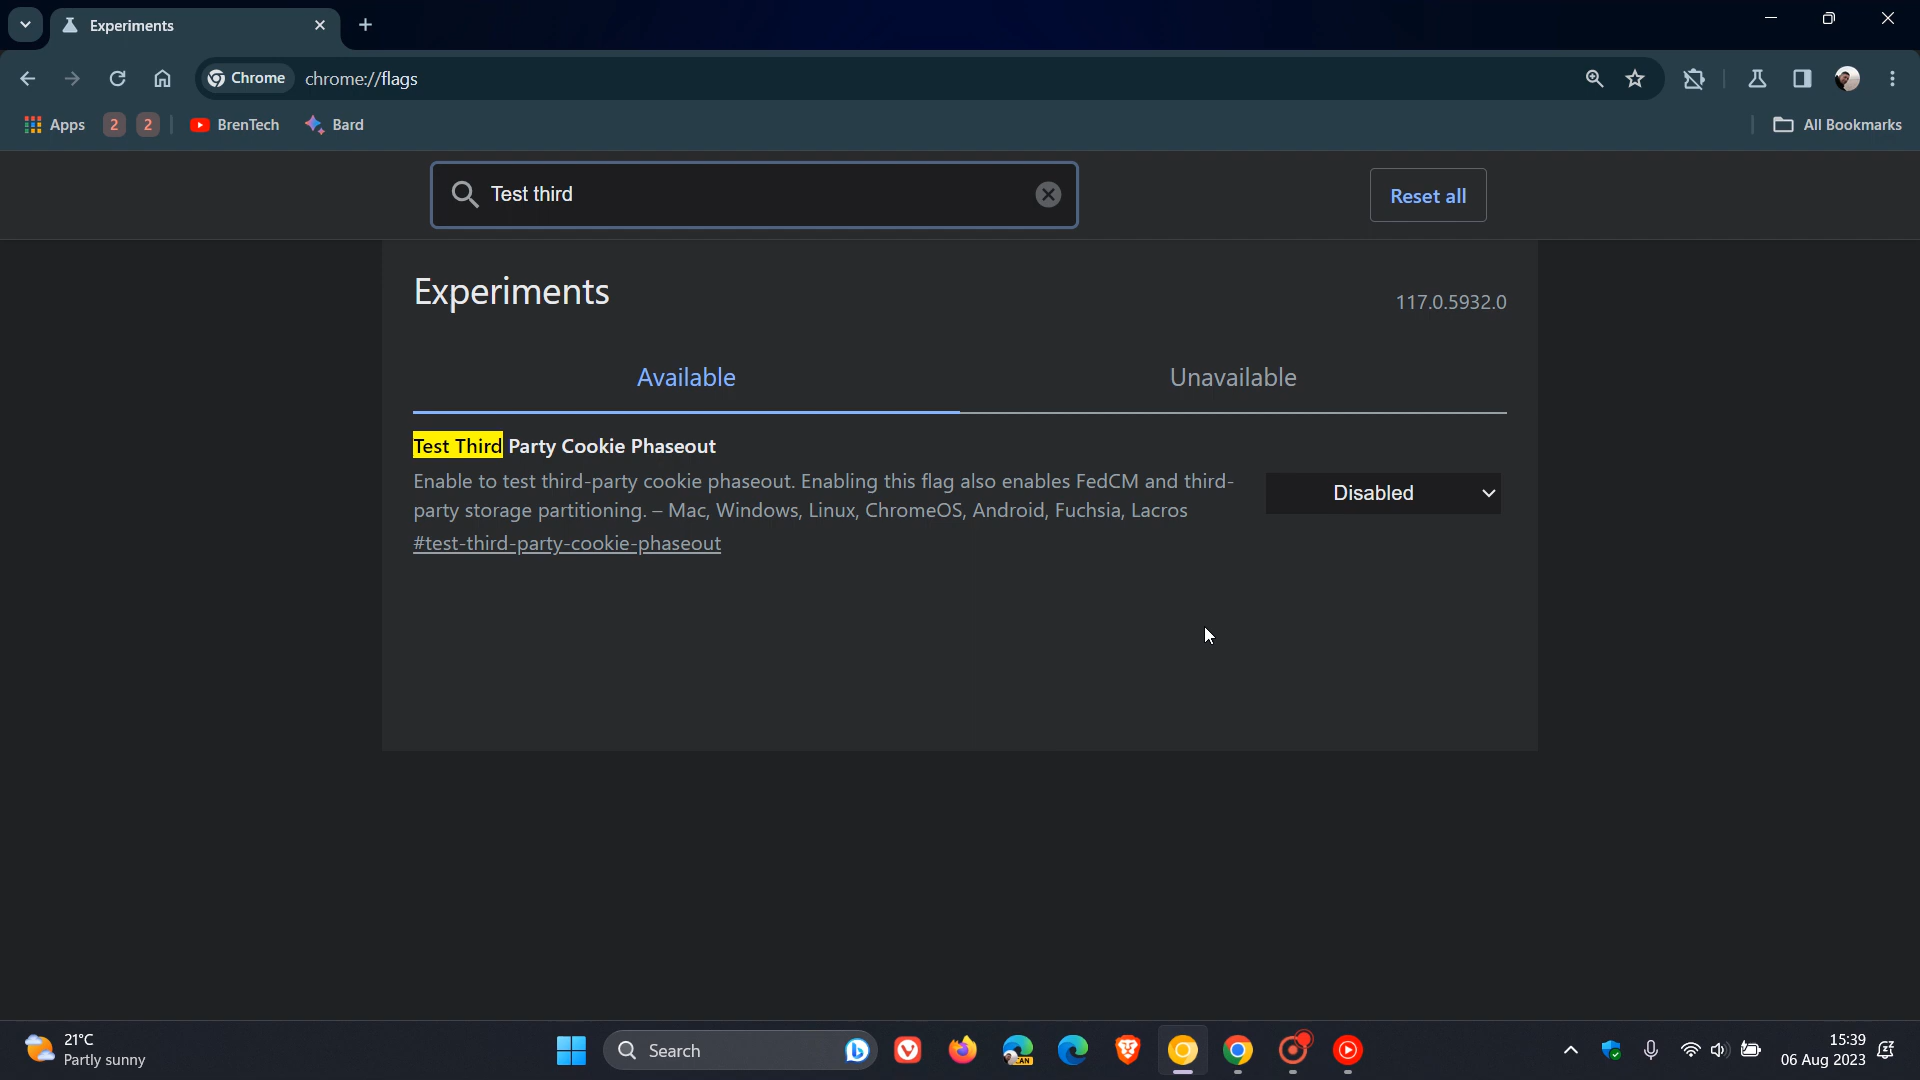 Experiments
Chrome
chrome://flags
Apps
2
2
BrenTech
Bard
All Bookmarks
Test third
Reset all
Experiments
117.0.5932.0
Available
Unavailable
Test Third Party Cookie Phaseout
Enable to test third-party cookie phaseout. Enabling this flag also enables FedCM and third-
party storage partitioning. – Mac, Windows, Linux, ChromeOS, Android, Fuchsia, Lacros
Disabled
#test-third-party-cookie-phaseout
21°C
Partly sunny
Search
CAN
15:39
06 Aug 2023